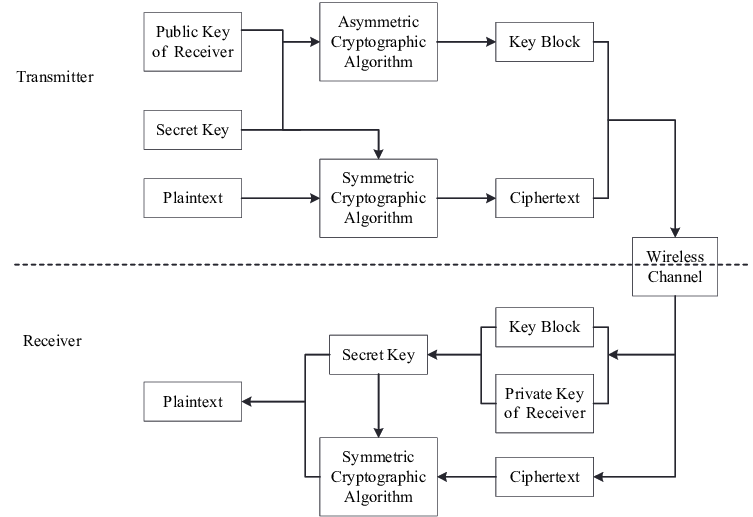 Public Key
of Receiver
Asymmetric
Cryptographic
Algorithm
Key Block
Transmitter
Secret Key
Plaintext
Symmetric
Cryptographic
Algorithm
Ciphertext
Wireless
Channel
Receiver
Key Block
Secret Key
Private Key
of Receiver
Plaintext
Symmetric
Cryptographic
Algorithm
Ciphertext